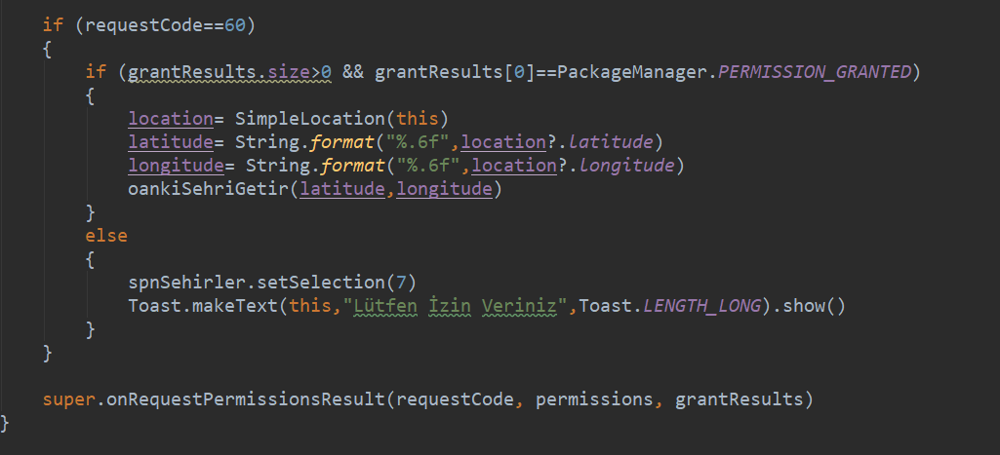 if (requestCode==60)
{
if (grantResults.size>0 && grantResults[0]==PackageManager.PERMISSION_GRANTED)
{
location= SimpleLocation(this)
latitude= String.format("%.6f",location?.latitude)
longitude= String.format("%.6f",location?.longitude)
oankiSehriGetir(latitude,longitude)
}
else
{
spnSehirler.setSelection(7)
Toast.makeText(this,"Lütfen İzin Veriniz",Toast.LENGTH_LONG).show()
}
}
super.onRequestPermissionsResult(requestCode, permissions, grantResults)
}